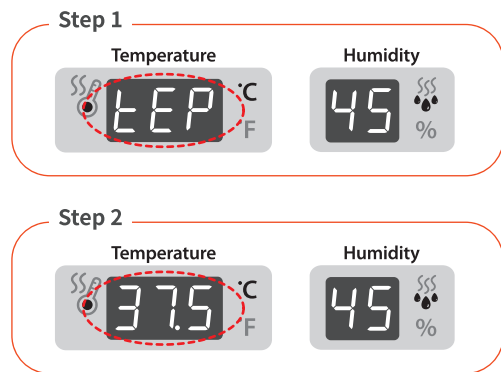 Step 1
Temperature Humidity
tEP °C F 45 %
Step 2
Temperature Humidity
37.5 °C F 45 %